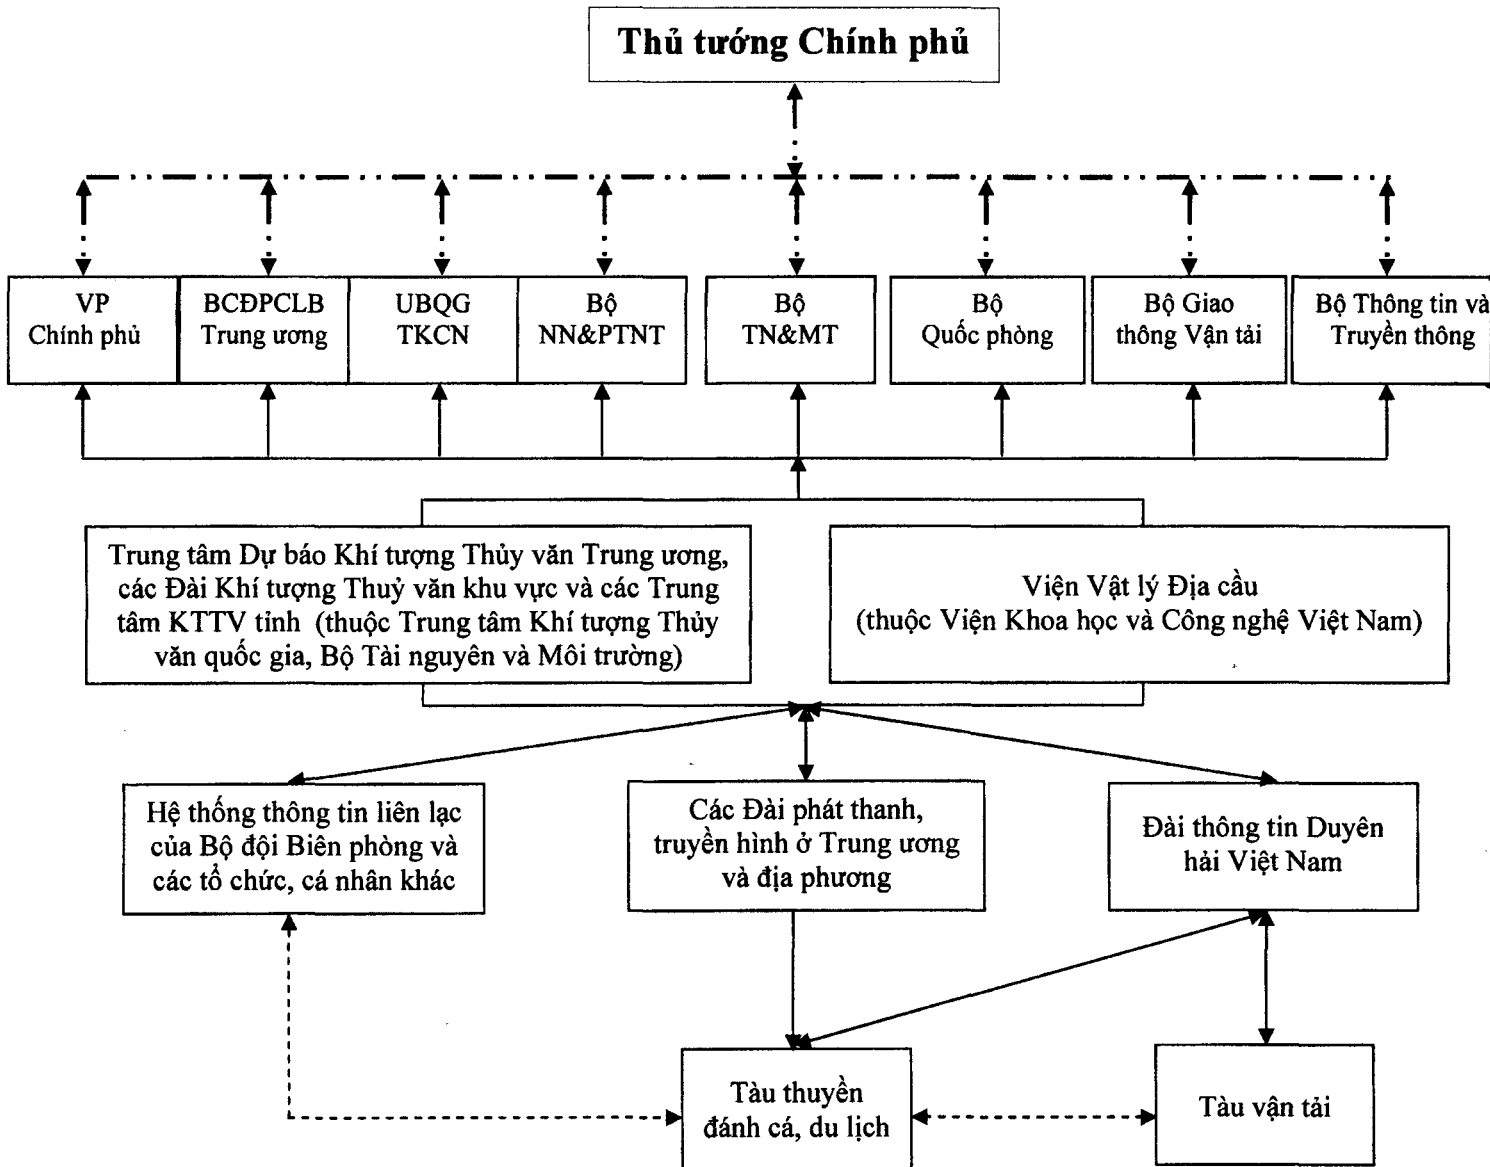 Thủ tướng Chính phủ
VP
Chính phủ
BCĐPCLB
Trung ương
UBQG
TKCN
Bộ
NN&PTNT
Bộ
TN&MT
Bộ
Quốc phòng
Bộ Giao
thông Vận tải
Bộ Thông tin và
Truyền thông
Trung tâm Dự báo Khí tượng Thủy văn Trung ương,
các Đài Khí tượng Thuỷ văn khu vực và các Trung
tâm KTTV tỉnh (thuộc Trung tâm Khí tượng Thủy
văn quốc gia, Bộ Tài nguyên và Môi trường)
Viện Vật lý Địa cầu
(thuộc Viện Khoa học và Công nghệ Việt Nam)
Hệ thống thông tin liên lạc
của Bộ đội Biên phòng và
các tổ chức, cá nhân khác
Các Đài phát thanh,
truyền hình ở Trung ương
và địa phương
Đài thông tin Duyên
hải Việt Nam
Tàu thuyền
đánh cá, du lịch
Tàu vận tải